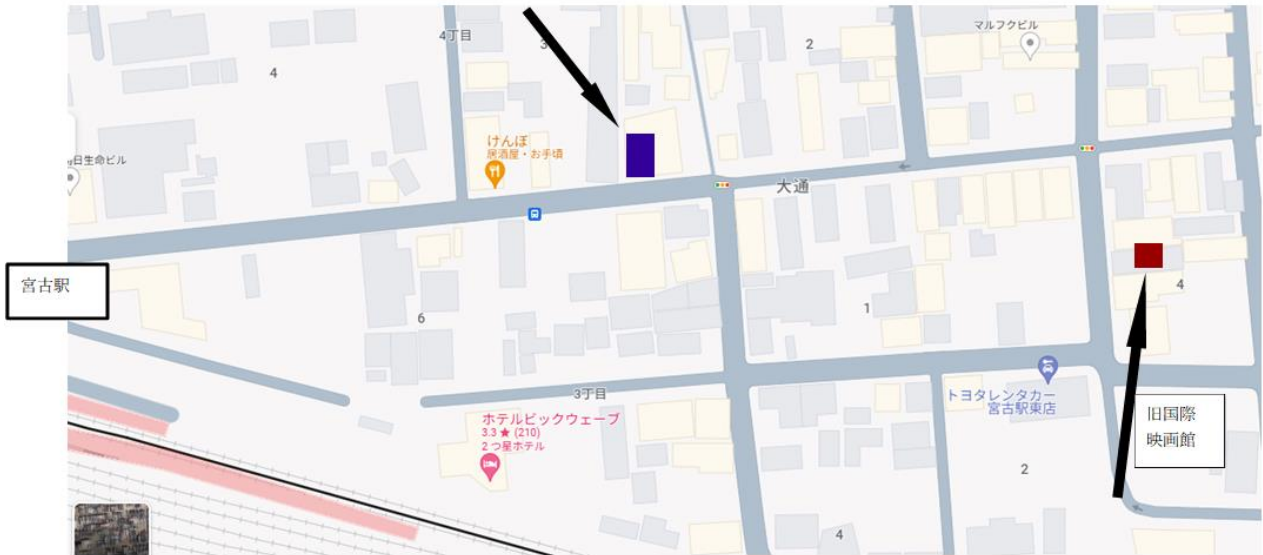 4丁目
3
2
マルフクビル
4
日生命ビル
けんぼ
居酒屋・お手頃
大通
宮古駅
4
1
6
3丁目
トヨタレンタカー
宮古駅東店
ホテルビックウェーブ
3.3 ★ (210)
2 つ星ホテル
旧国際
映画館
2
4